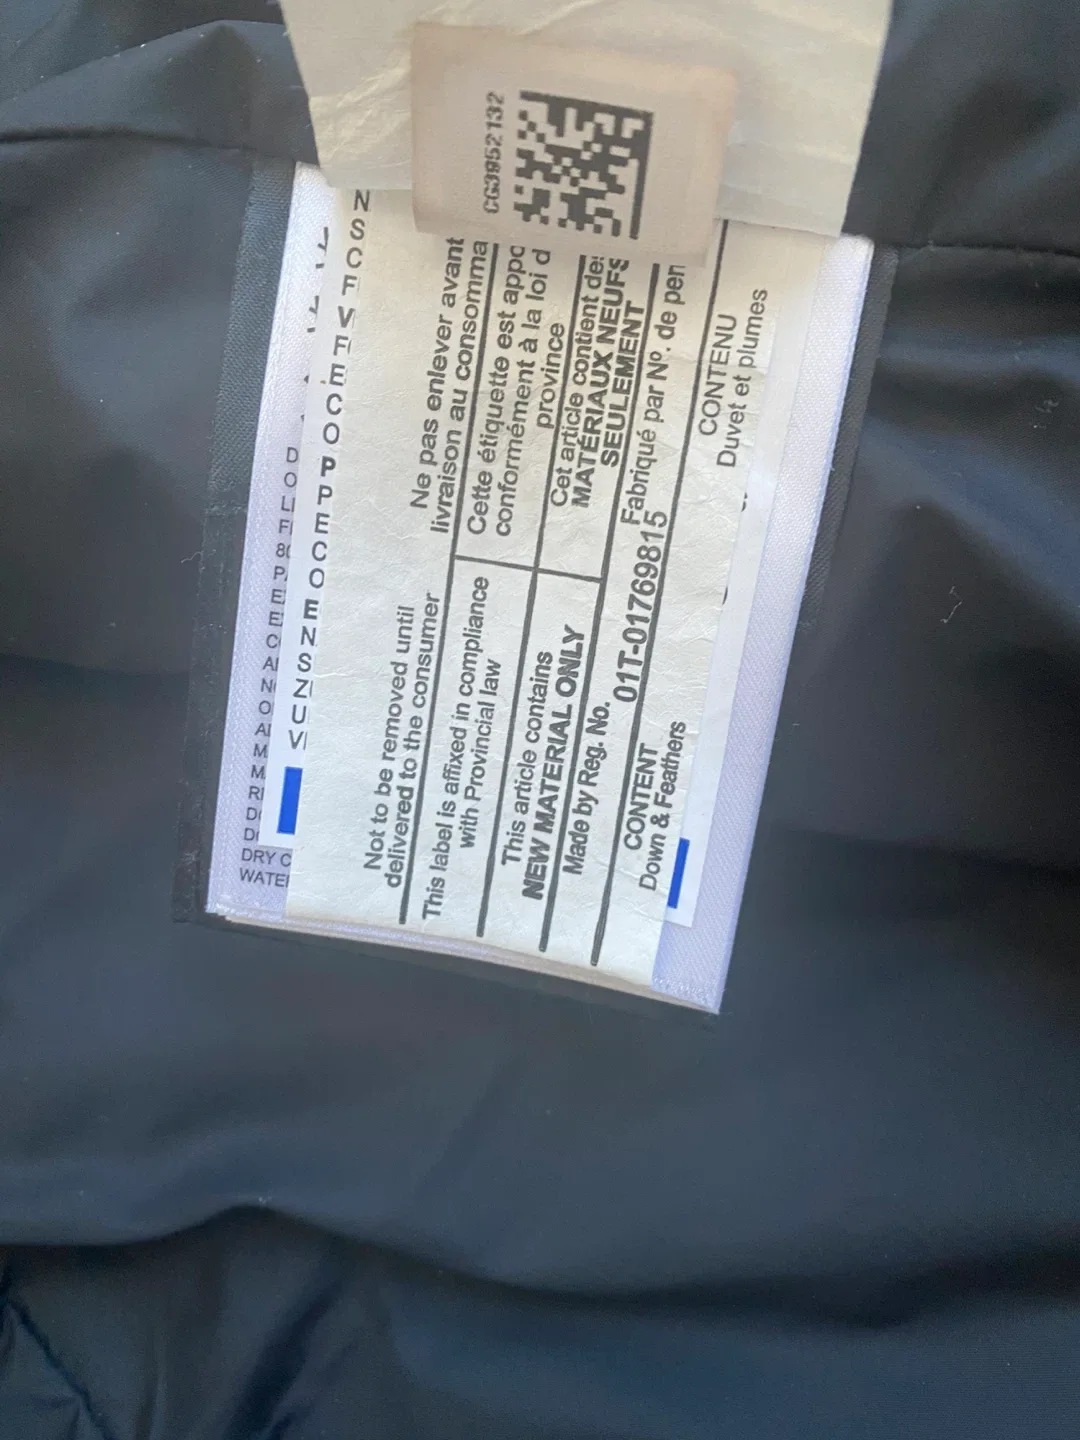 CG3952132
Not to be removed until
delivered to the consumer
Ne pas enlever avant
livraison au consomma
This label is affixed in compliance
with Provincial law
Cette étiquette est appo
conformément à la loi d
province
This article contains
NEW MATERIAL ONLY
Cet article contient des
MATÉRIAUX NEUFS
SEULEMENT
Made by Reg. No.
01T-01769815
Fabriqué par Nº. de per
CONTENT
Down & Feathers
CONTENU
Duvet et plumes
DRY C
WATE